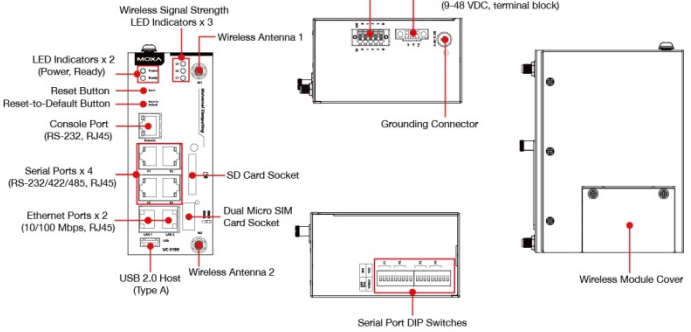 Wireless Signal Strength
LED Indicators x 3
Wireless Antenna 1
LED Indicators x 2
(Power, Ready)
MOXA
Reset Button
Reset-to-Default Button
Console Port
(RS-232, RJ45)
Serial Ports x 4
(RS-232/422/485, RJ45)
SD Card Socket
Ethernet Ports x 2
(10/100 Mbps, RJ45)
Dual Micro SIM
Card Socket
USB 2.0 Host
(Type A)
Wireless Antenna 2
Universal Computing
(9-48 VDC, terminal block)
Grounding Connector
Serial Port DIP Switches
Wireless Module Cover